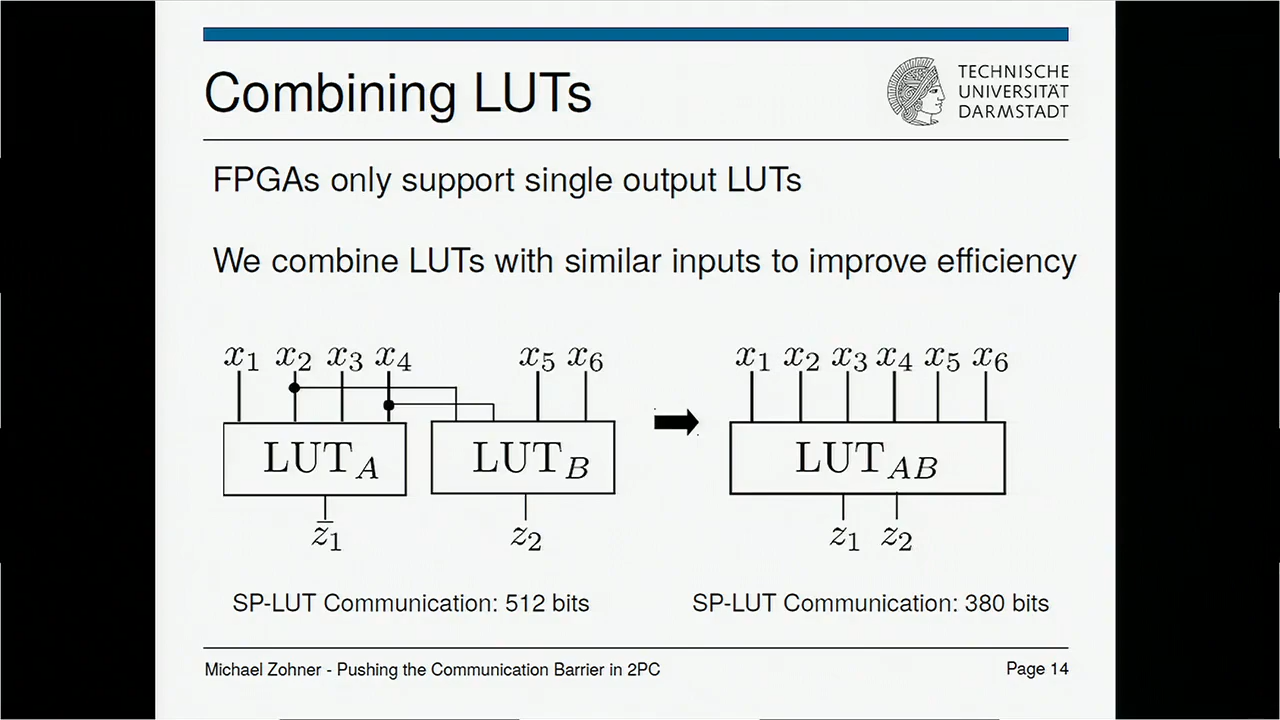 Combining LUTs
TECHNISCHE
UNIVERSITÄT
DARMSTADT
FPGAs only support single output LUTs
We combine LUTs with similar inputs to improve efficiency
x1 x2 x3 x4 x5 x6
x1 x2 x3 x4 x5 x6
LUTA LUTB
LUTAB
z1 z2
z1 z2
SP-LUT Communication: 512 bits
SP-LUT Communication: 380 bits
Michael Zohner - Pushing the Communication Barrier in 2PC
Page 14